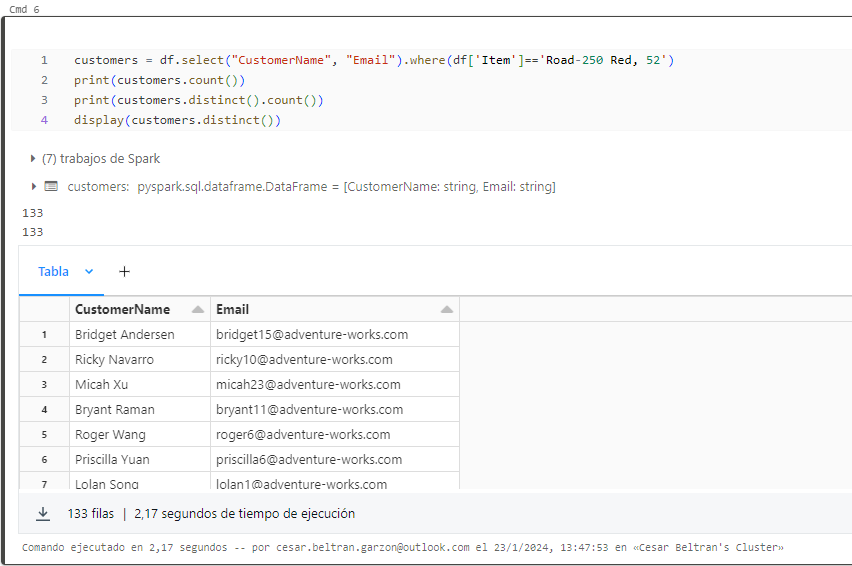 Cmd 6
1 customers = df.select("CustomerName", "Email").where(df['Item']=='Road-250 Red, 52')
2 print(customers.count())
3 print(customers.distinct().count())
4 display(customers.distinct())
(7) trabajos de Spark
customers: pyspark.sql.dataframe.DataFrame = [CustomerName: string, Email: string]
133
133
Tabla +
CustomerName Email
1 Bridget Andersen bridget15@adventure-works.com
2 Ricky Navarro ricky10@adventure-works.com
3 Micah Xu micah23@adventure-works.com
4 Bryant Raman bryant11@adventure-works.com
5 Roger Wang roger6@adventure-works.com
6 Priscilla Yuan priscilla6@adventure-works.com
7 Lolan Song lolan1@adventure-works.com
133 filas | 2,17 segundos de tiempo de ejecución
Comando ejecutado en 2,17 segundos -- por cesar.beltran.garzon@outlook.com el 23/1/2024, 13:47:53 en «Cesar Beltran's Cluster»